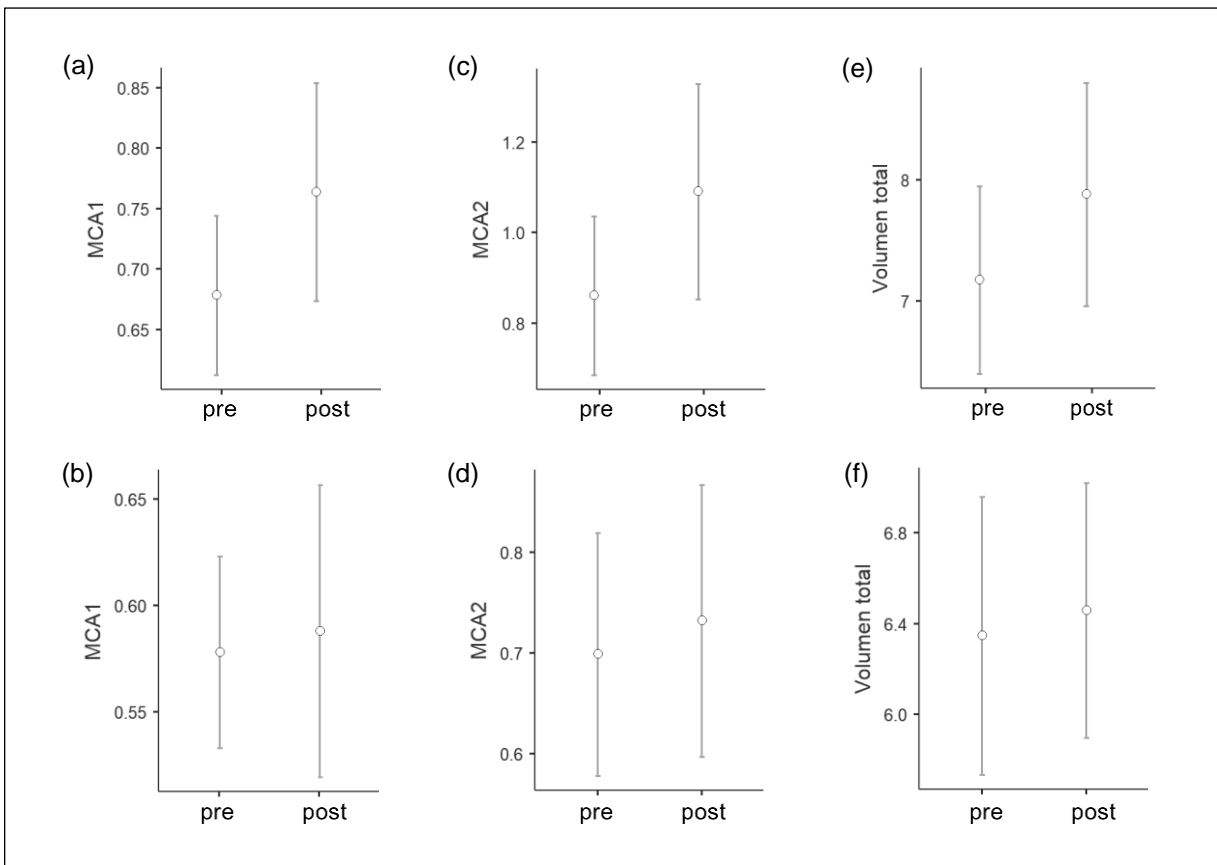 (a)
MCA1
0.85
0.80
0.75
0.70
0.65
pre post
(c)
MCA2
1.2
1.0
0.8
pre post
(e)
Volumen total
8
7
pre post
(b)
MCA1
0.65
0.60
0.55
pre post
(d)
MCA2
0.8
0.7
0.6
pre post
(f)
Volumen total
6.8
6.4
6.0
pre post